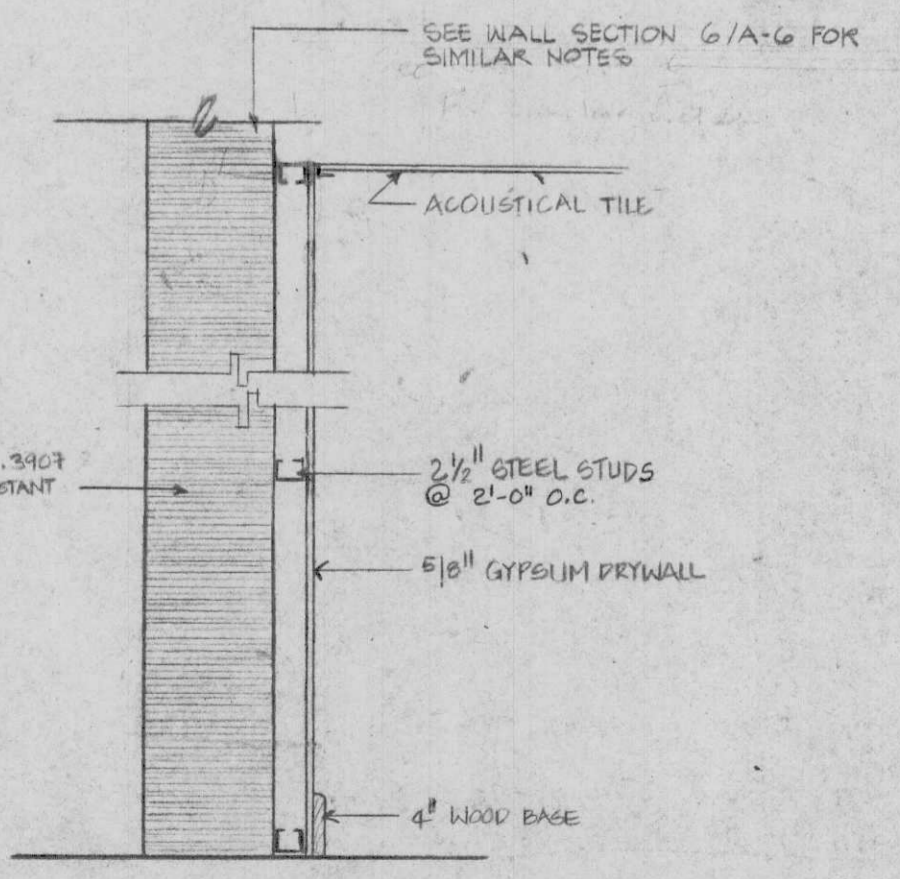 SEE WALL SECTION 6/A-6 FOR
SIMILAR NOTES
ACOUSTICAL TILE
.3907
STANT
2½" STEEL STUDS
@ 2'-0" O.C.
5/8" GYPSUM DRYWALL
4" WOOD BASE